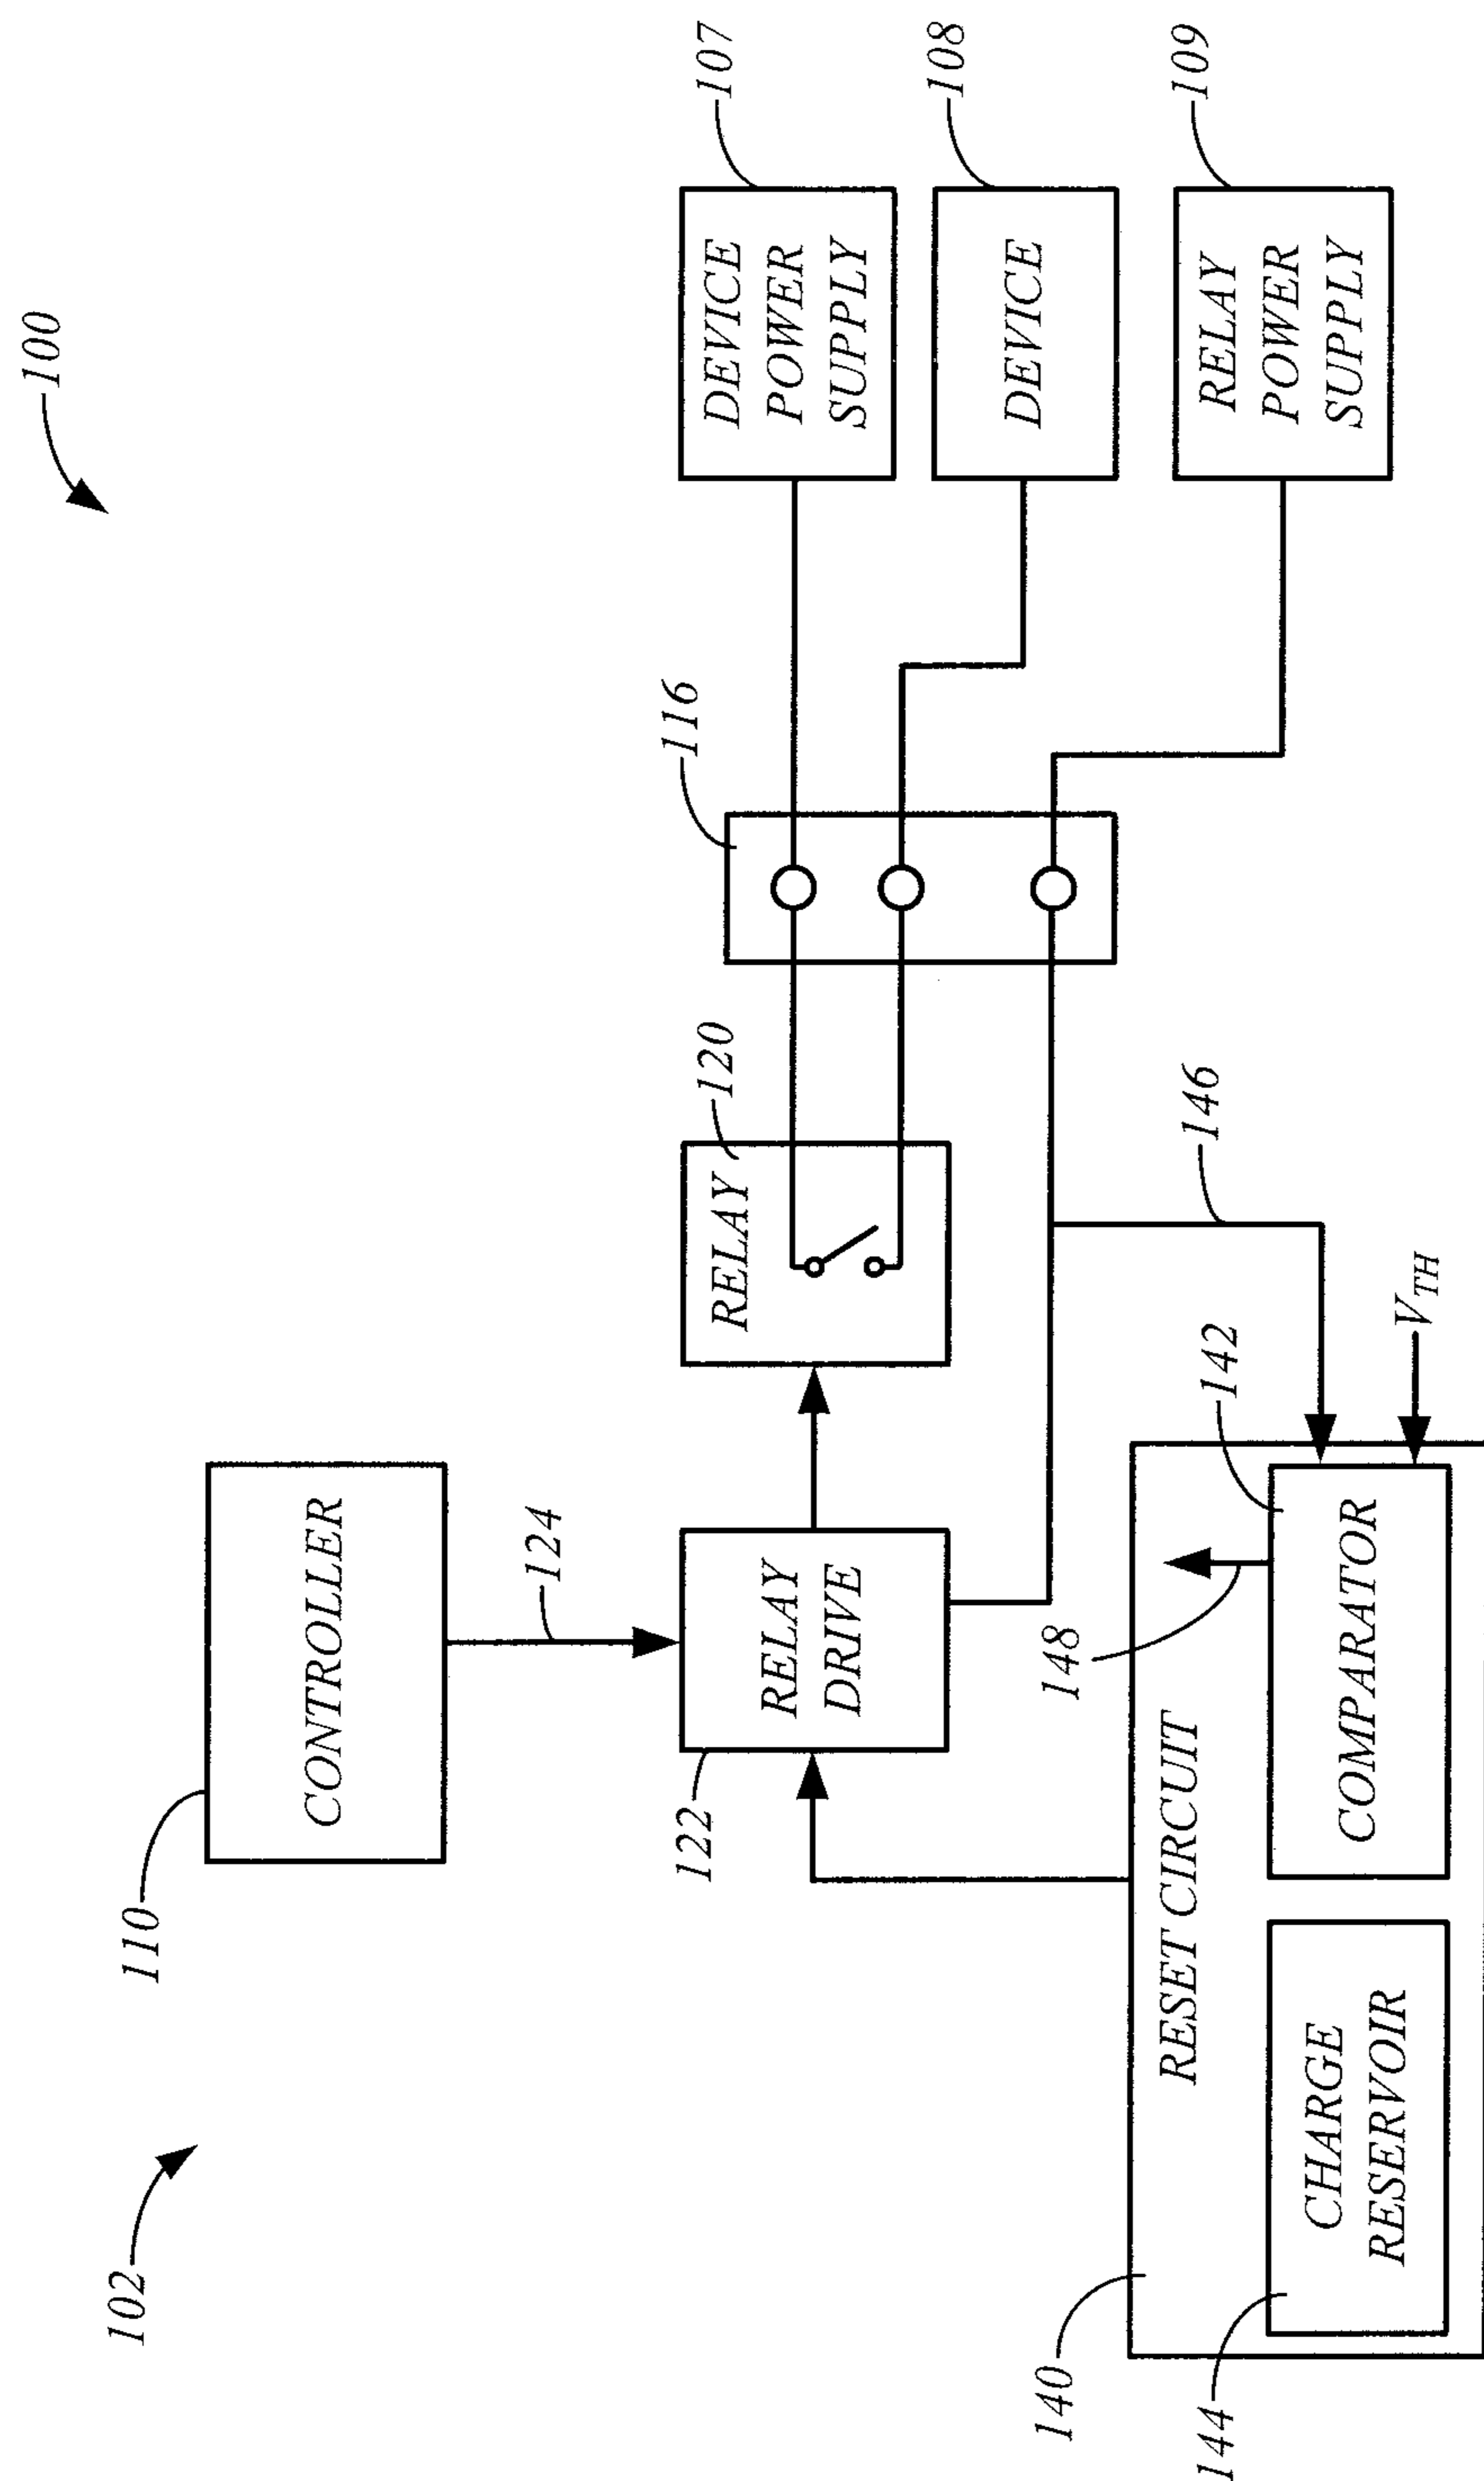 100
102
110
CONTROLLER
124
122
RELAY
DRIVE
RELAY
120
116
DEVICE
POWER
SUPPLY
107
DEVICE
108
RELAY
POWER
SUPPLY
109
146
140
RESET CIRCUIT
148
142
V_TH
144
CHARGE
RESERVOIR
COMPARATOR